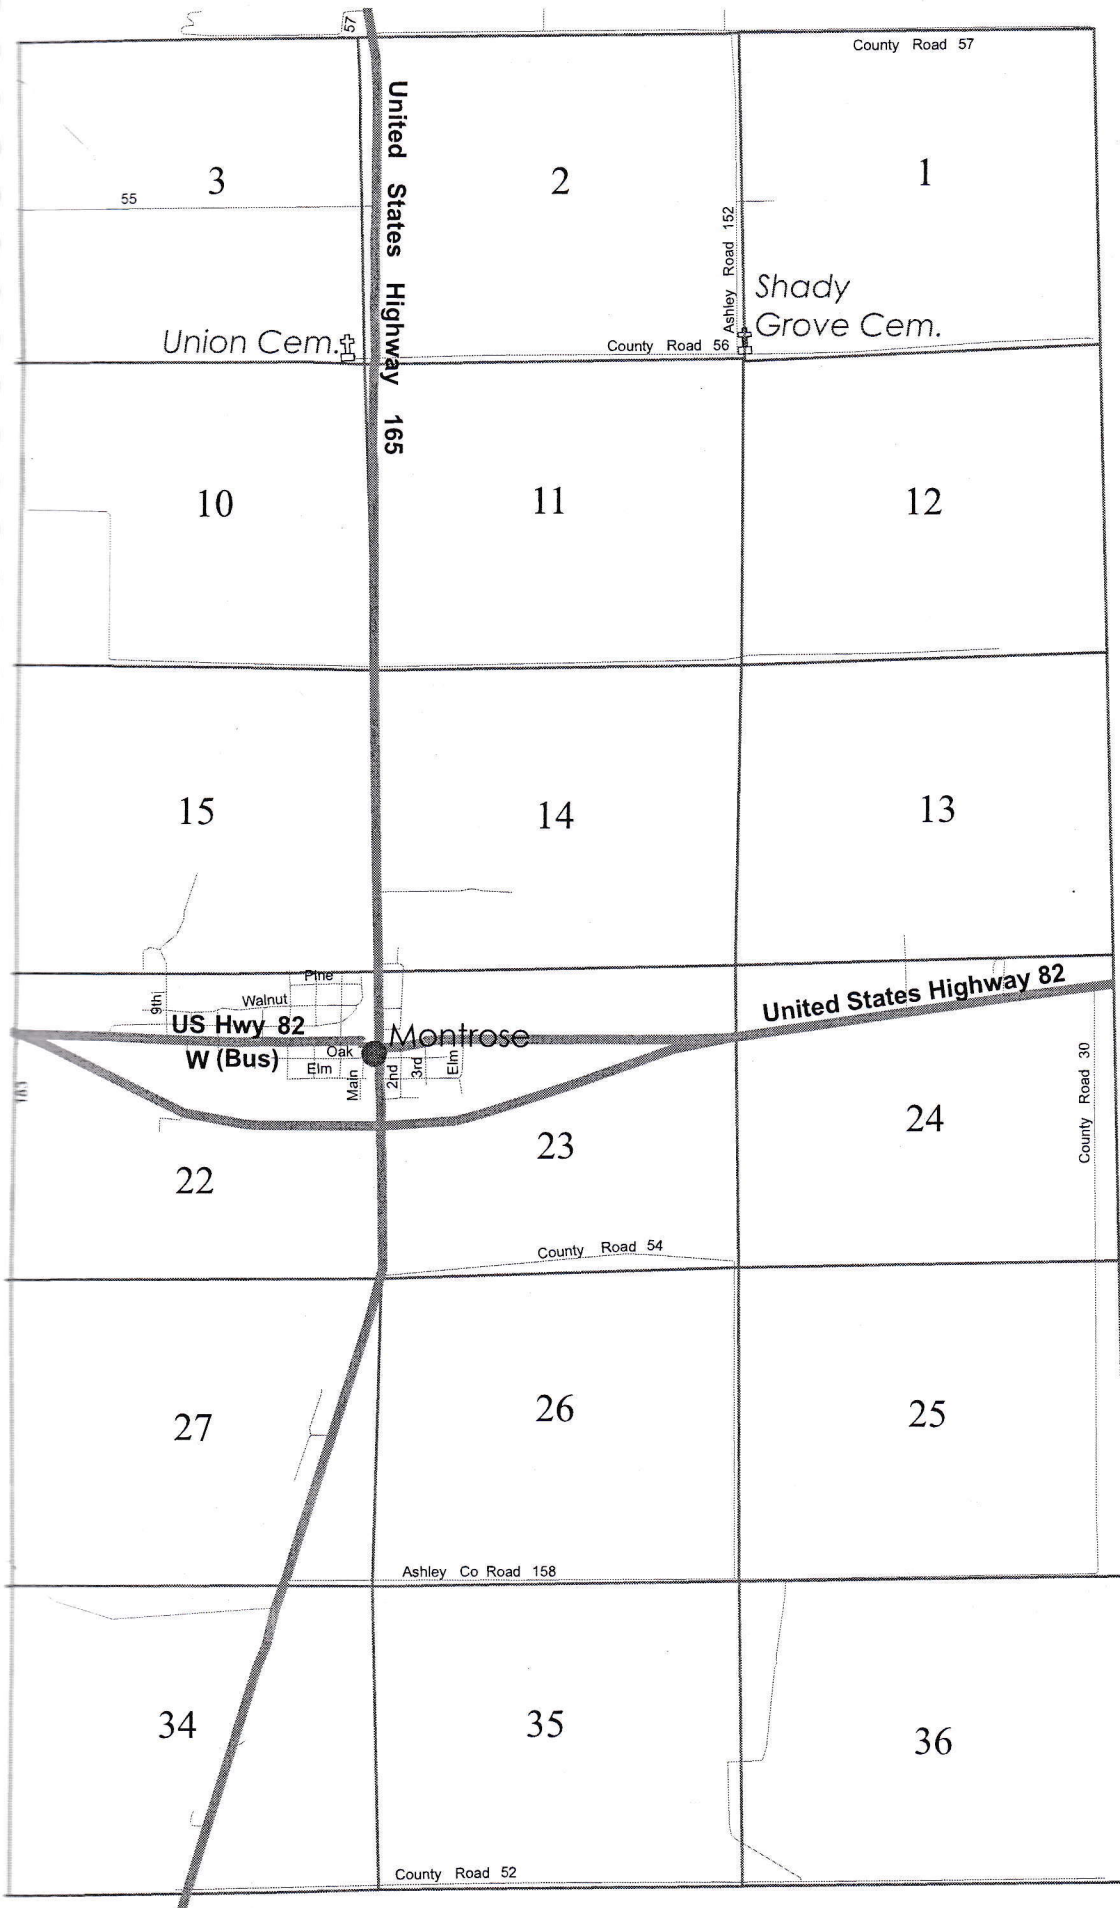 57
County Road 57
United States Highway 165
3
2
1
55
Ashley Road 152
Shady
Grove Cem.
Union Cem.
County Road 56
10
11
12
15
14
13
Pine
9th
Walnut
US Hwy 82
W (Bus)
Montrose
United States Highway 82
Oak
Elm
Main
2nd
3rd
Elm
County Road 30
163
22
23
24
County Road 54
27
26
25
Ashley Co Road 158
34
35
36
County Road 52